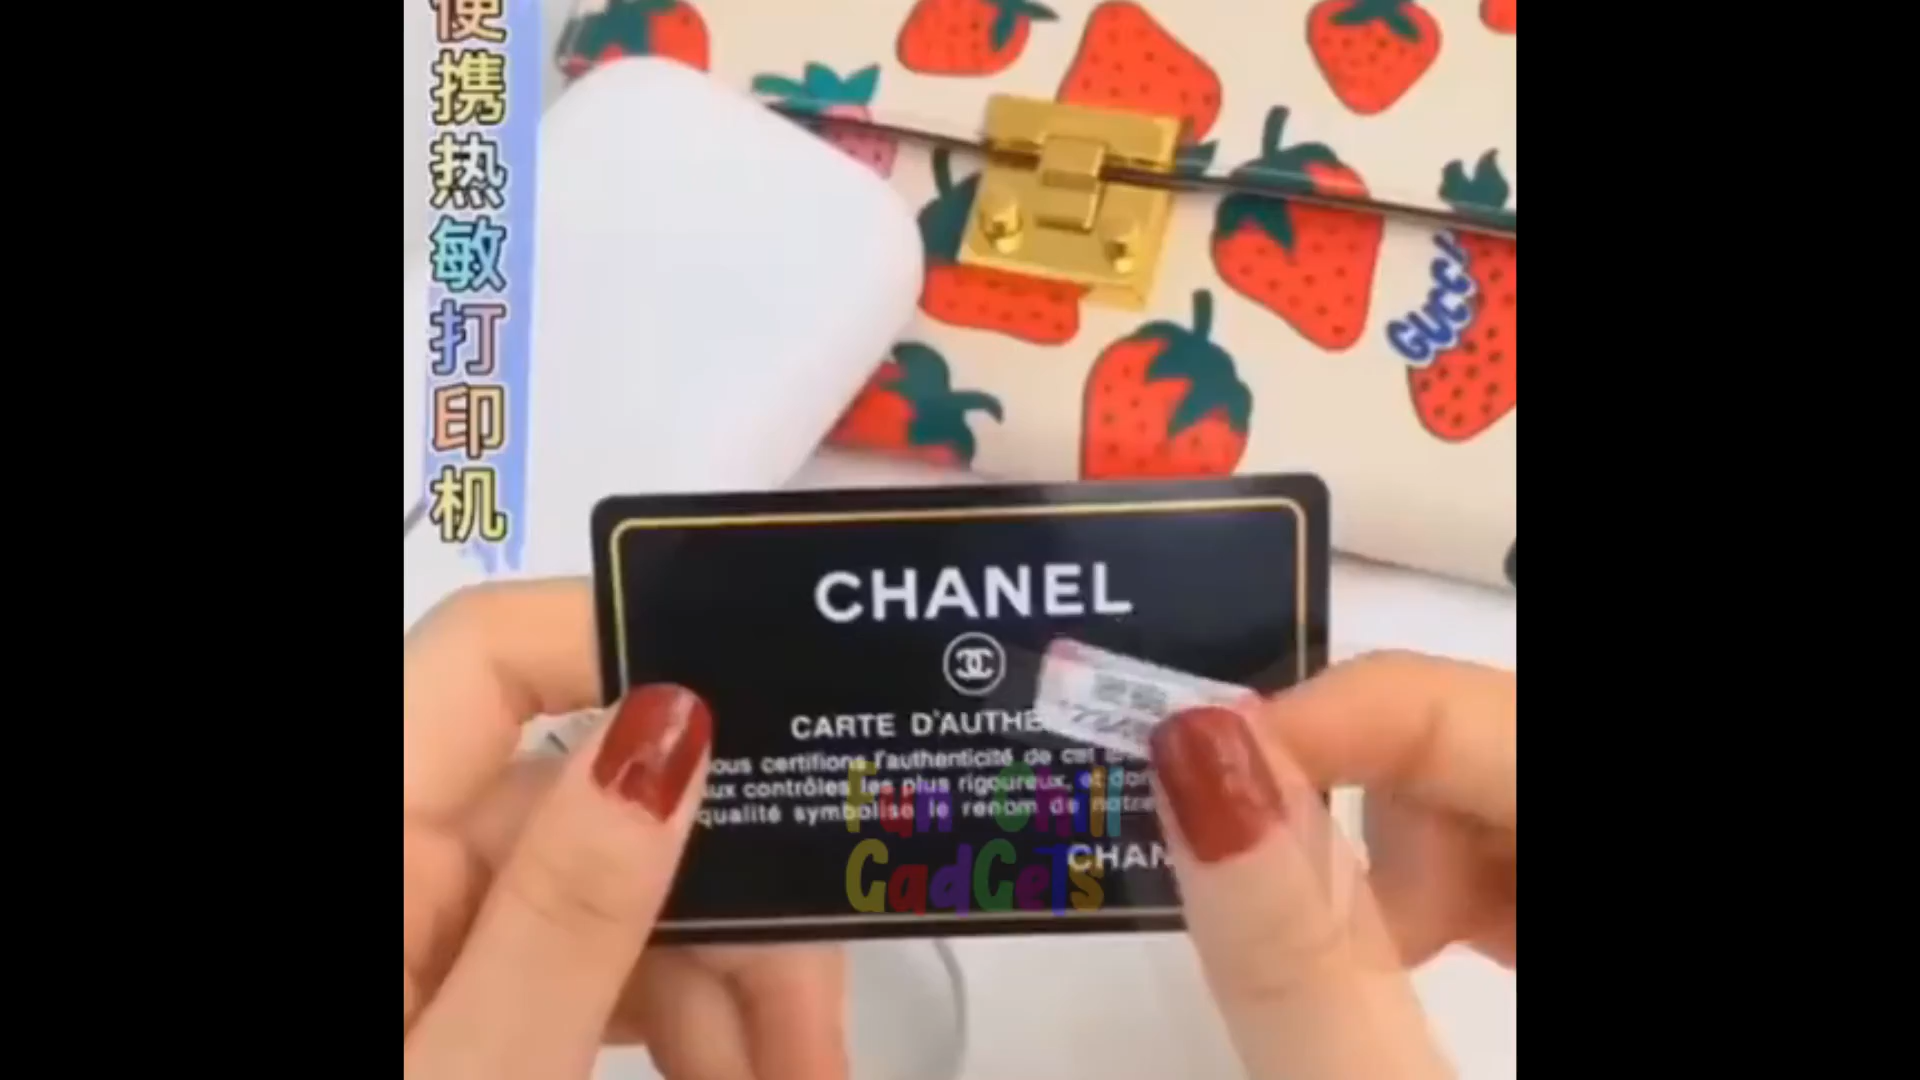 便携热敏打印机
GUCCI
CHANEL
CARTE D'AUTHE
ous certifions l'authenticité de cet
ux contrôles les plus rigoureux, et don
qualité symbolise le renom de notre
CHAN
Fun Chill
GadGeTs